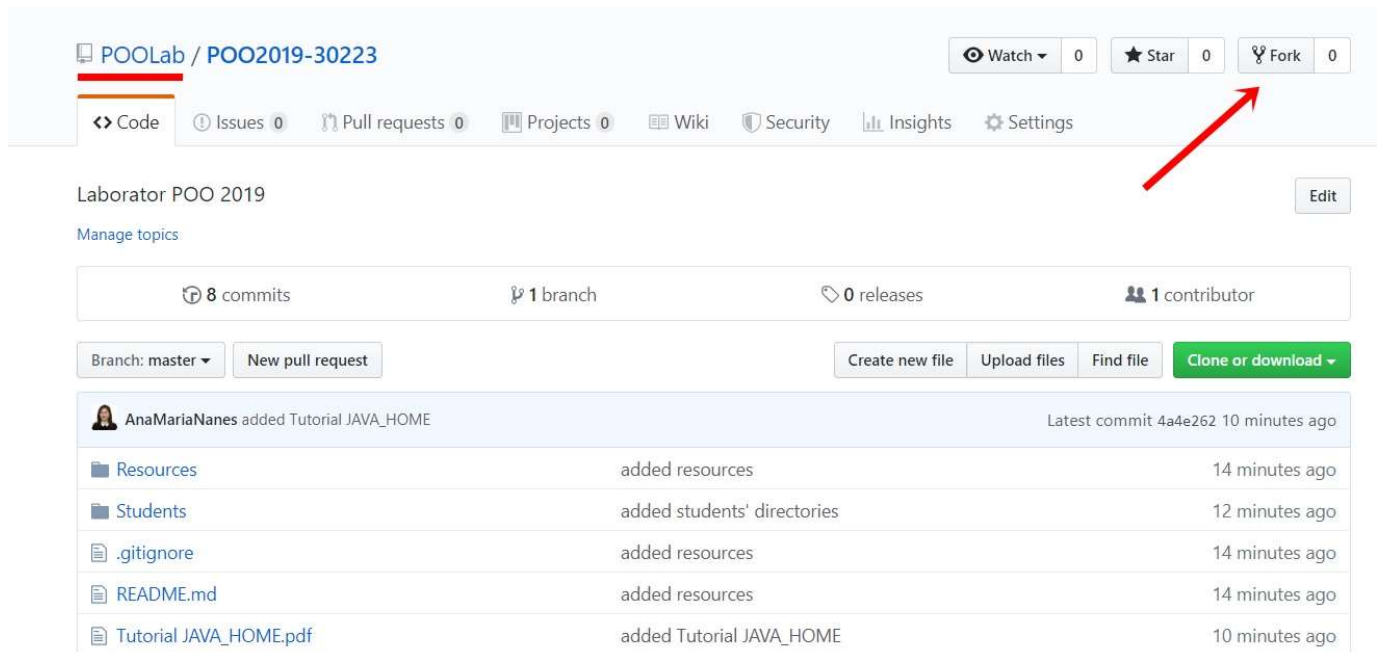 POOLab / POO2019-30223 Watch 0 Star 0 Fork 0
Code Issues 0 Pull requests 0 Projects 0 Wiki Security Insights Settings
Laborator POO 2019 Edit
Manage topics
8 commits 1 branch 0 releases 1 contributor
Branch: master New pull request Create new file Upload files Find file Clone or download
AnaMariaNanes added Tutorial JAVA_HOME Latest commit 4a4e262 10 minutes ago
Resources added resources 14 minutes ago
Students added students' directories 12 minutes ago
.gitignore added resources 14 minutes ago
README.md added resources 14 minutes ago
Tutorial JAVA_HOME.pdf added Tutorial JAVA_HOME 10 minutes ago